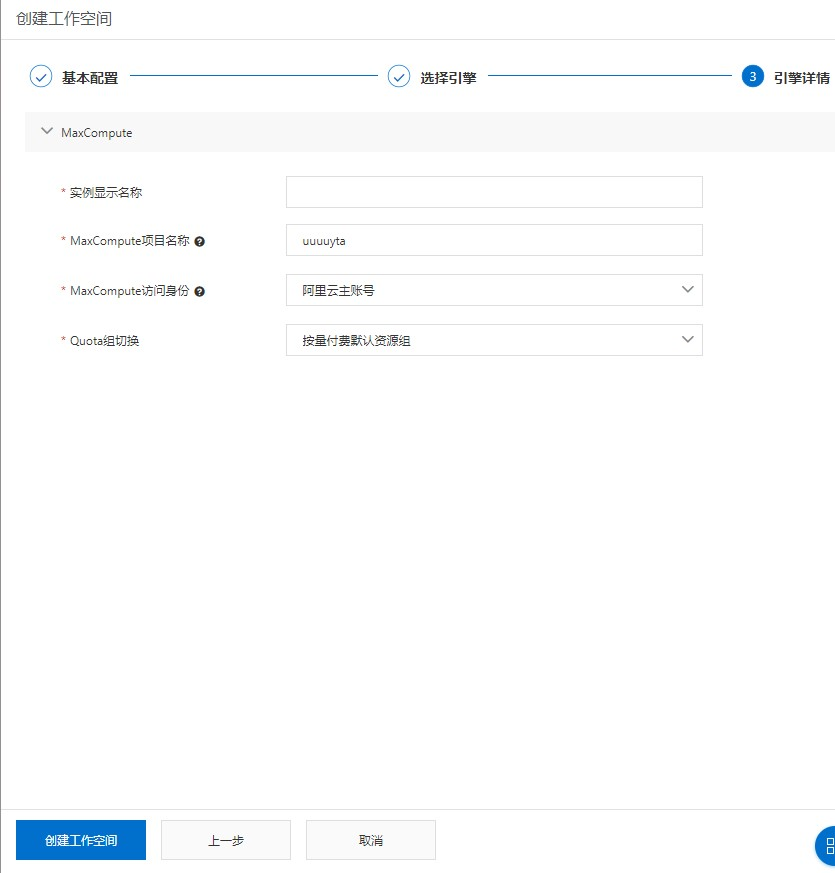 创建工作空间
基本配置 选择引擎 3 引擎详情
MaxCompute
* 实例显示名称
* MaxCompute项目名称 ? uuuuyta
* MaxCompute访问身份 ? 阿里云主账号
* Quota组切换 按量付费默认资源组
创建工作空间 上一步 取消